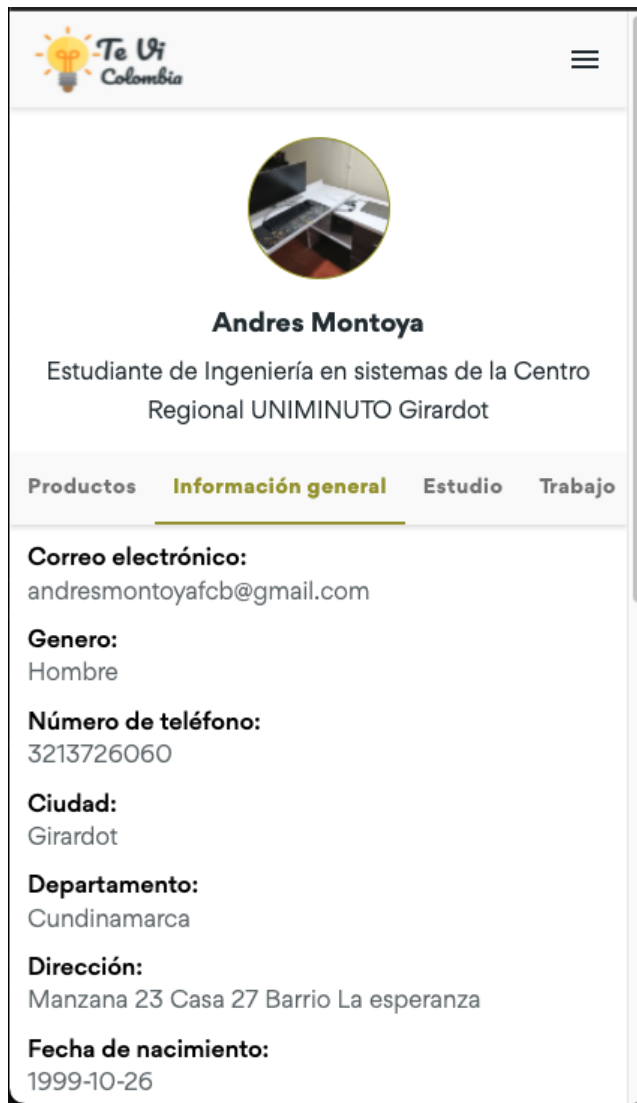 Te Vi
Colombia
Andres Montoya
Estudiante de Ingeniería en sistemas de la Centro
Regional UNIMINUTO Girardot
Productos Información general Estudio Trabajo
Correo electrónico:
andresmontoyafcb@gmail.com
Genero:
Hombre
Número de teléfono:
3213726060
Ciudad:
Girardot
Departamento:
Cundinamarca
Dirección:
Manzana 23 Casa 27 Barrio La esperanza
Fecha de nacimiento:
1999-10-26